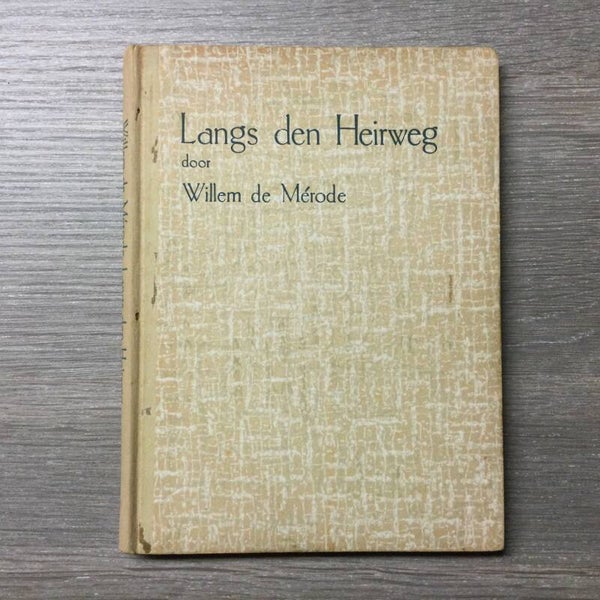 Langs den Heirweg
door
Willem de Mérode